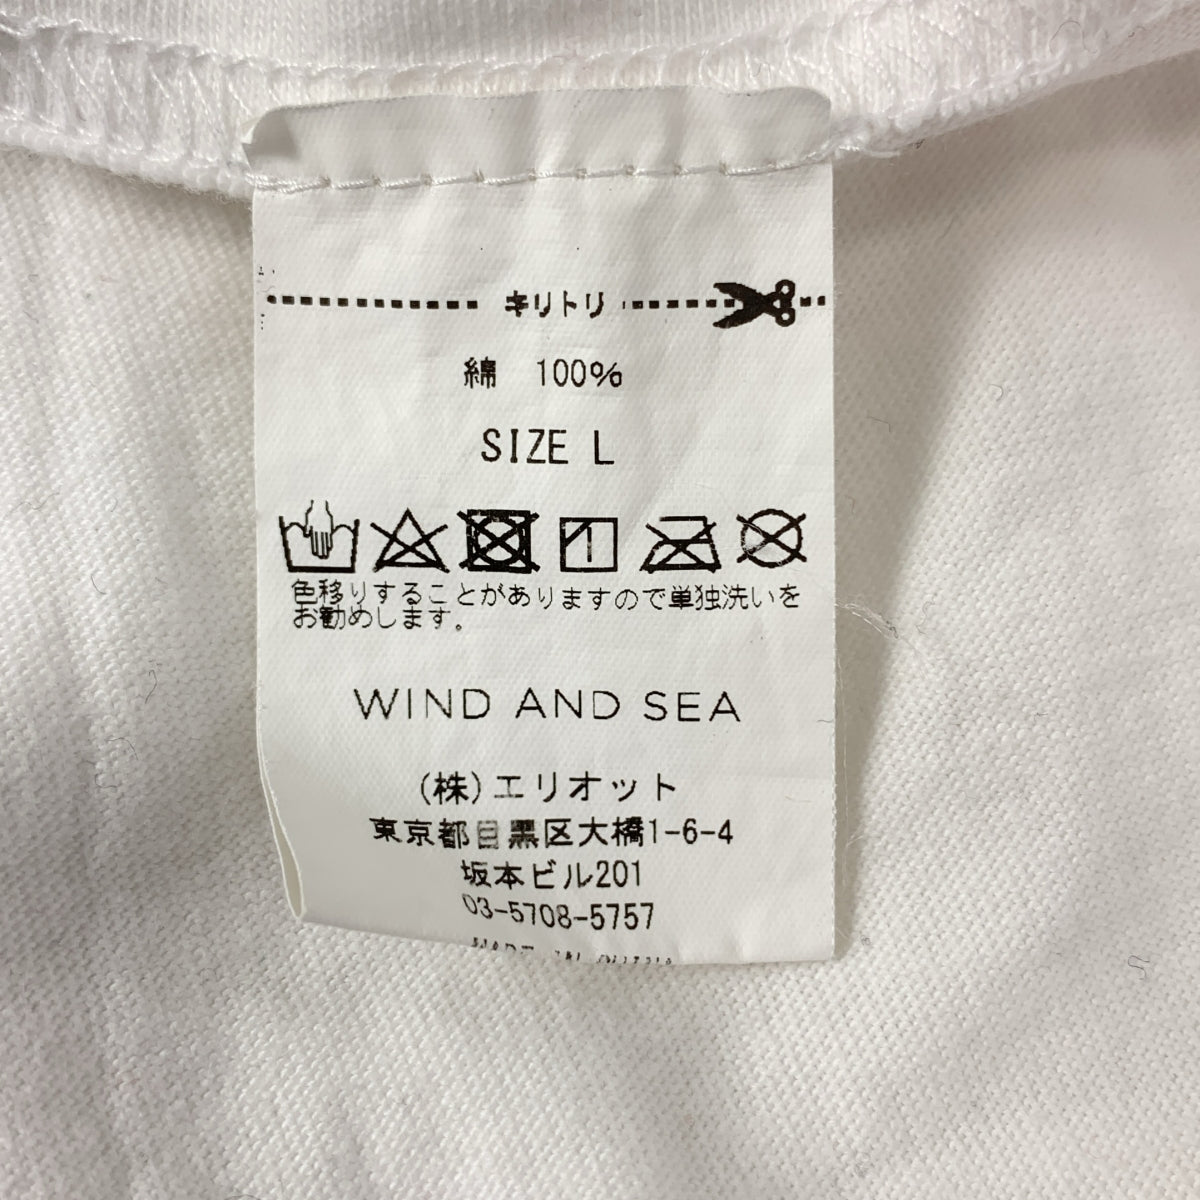 キリトリ
綿 100%
SIZE L
色移りすることがありますので単独洗いを
お勧めします。
WIND AND SEA
(株)エリオット
東京都目黒区大橋1-6-4
坂本ビル201
03-5708-5757
MADE IN